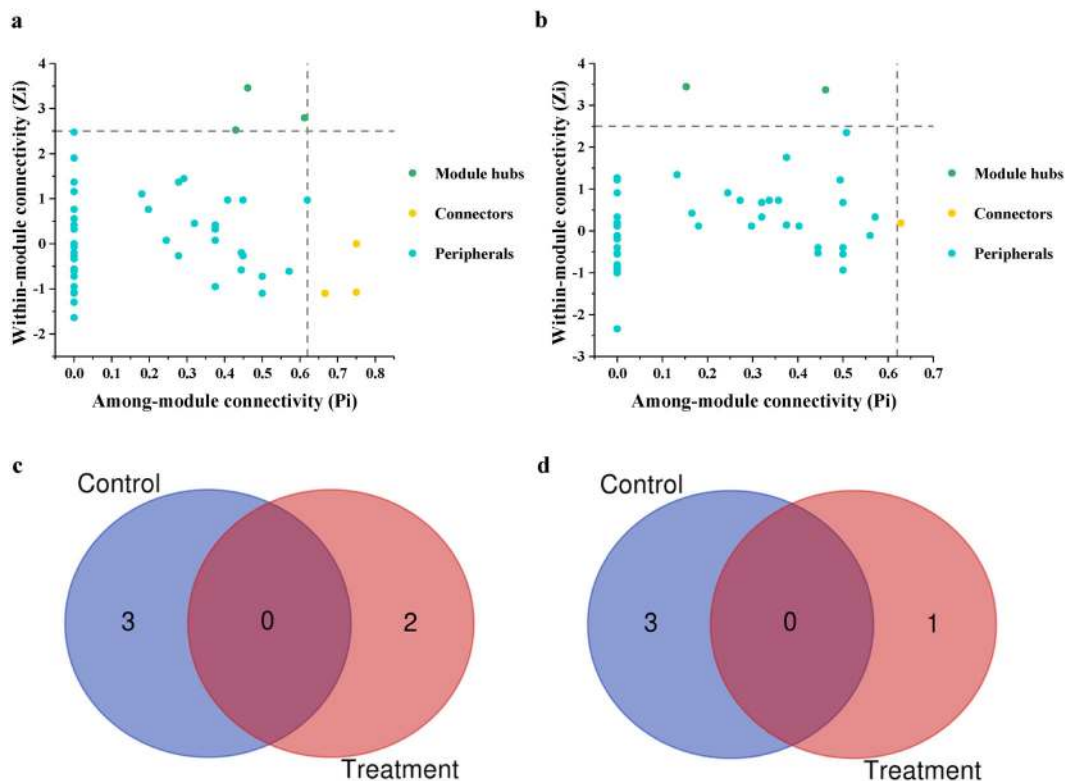 a
4
3
2
1
0
-1
-2
Within-module connectivity (Zi)
0.0 0.1 0.2 0.3 0.4 0.5 0.6 0.7 0.8
Among-module connectivity (Pi)
Module hubs
Connectors
Peripherals
b
4
3
2
1
0
-1
-2
-3
Within-module connectivity (Zi)
0.0 0.1 0.2 0.3 0.4 0.5 0.6 0.7
Among-module connectivity (Pi)
Module hubs
Connectors
Peripherals
c
Control
3 0 2
Treatment
d
Control
3 0 1
Treatment